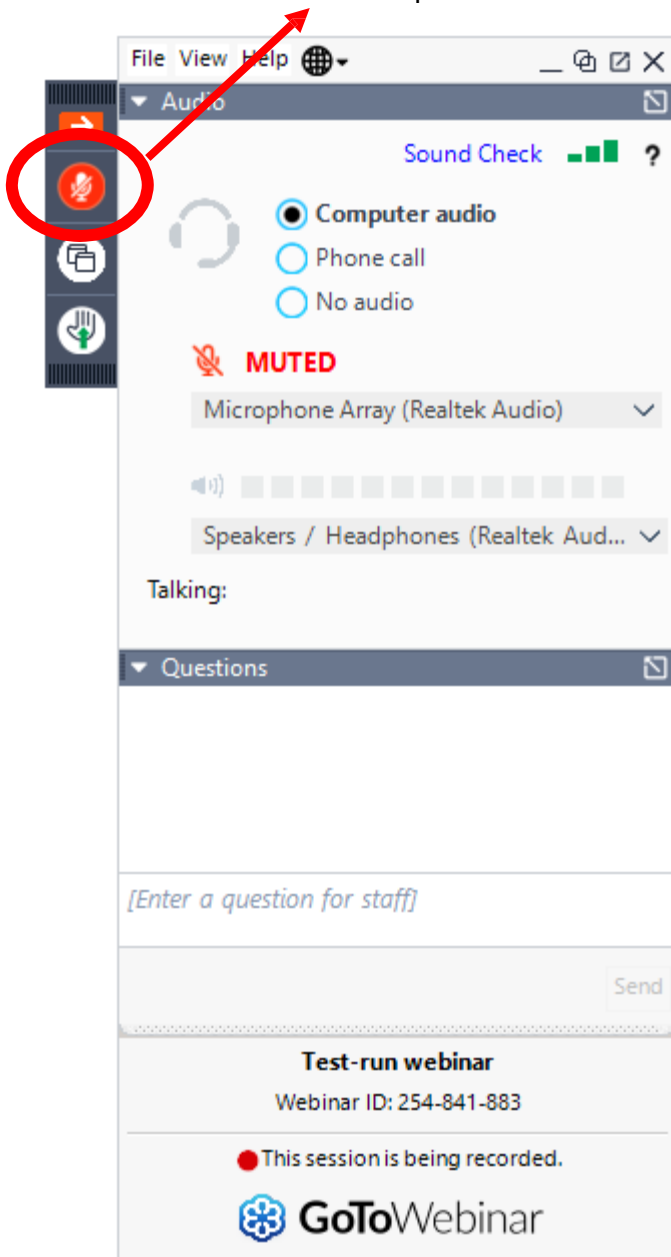 File View Help
Audio
Sound Check ?
Computer audio
Phone call
No audio
MUTED
Microphone Array (Realtek Audio)
Speakers / Headphones (Realtek Aud...
Talking:
Questions
[Enter a question for staff]
Send
Test-run webinar
Webinar ID: 254-841-883
This session is being recorded.
GoToWebinar